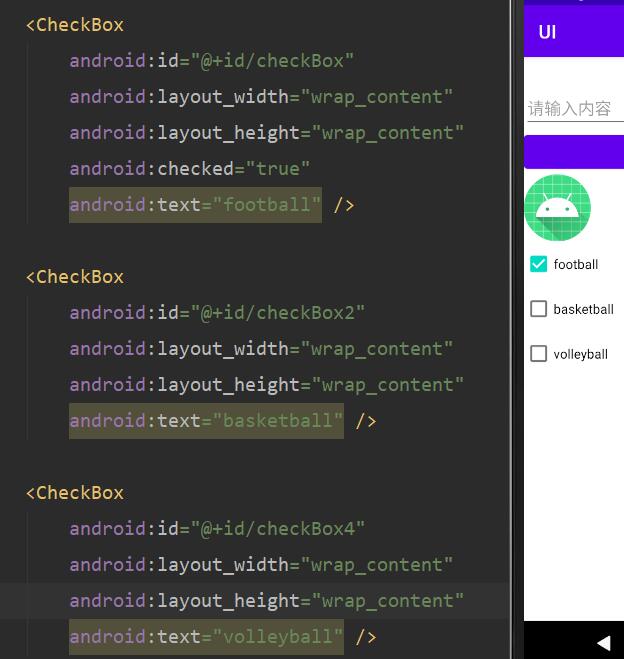 <CheckBox
android:id="@+id/checkBox"
android:layout_width="wrap_content"
android:layout_height="wrap_content"
android:checked="true"
android:text="football" />
<CheckBox
android:id="@+id/checkBox2"
android:layout_width="wrap_content"
android:layout_height="wrap_content"
android:text="basketball" />
<CheckBox
android:id="@+id/checkBox4"
android:layout_width="wrap_content"
android:layout_height="wrap_content"
android:text="volleyball" />
UI
请输入内容
football
basketball
volleyball